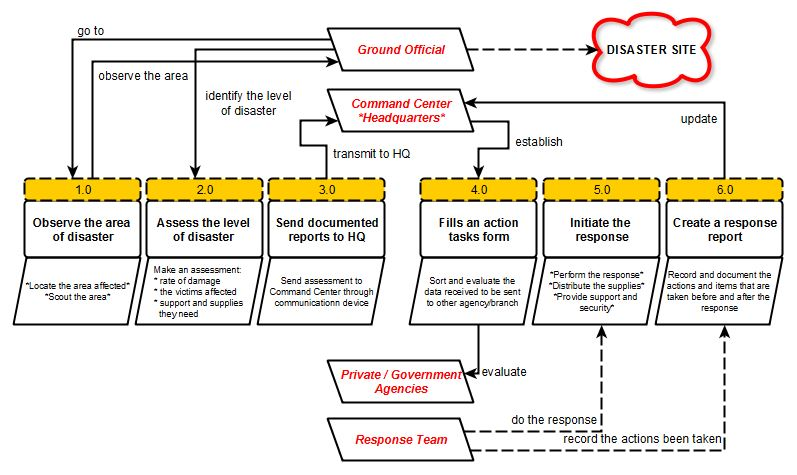 go to
Ground Official
DISASTER SITE
observe the area
identify the level
of disaster
Command Center
*Headquarters*
update
establish
transmit to HQ
1.0
2.0
3.0
4.0
5.0
6.0
Observe the area
of disaster
Assess the level
of disaster
Send documented
reports to HQ
Fills an action
tasks form
Initiate the
response
Create a response
report
*Locate the area affected*
*Scout the area*
Make an assessment:
* rate of damage
* the victims affected
* support and supplies
they need
Send assessment to
Command Center through
communicationn device
Sort and evaluate the
data received to be sent
to other agency/branch
*Perform the response*
*Distribute the supplies*
*Provide support and
security*
Record and document the
actions and items that are
taken before and after the
response
Private / Government
Agencies
evaluate
Response Team
do the response
record the actions been taken